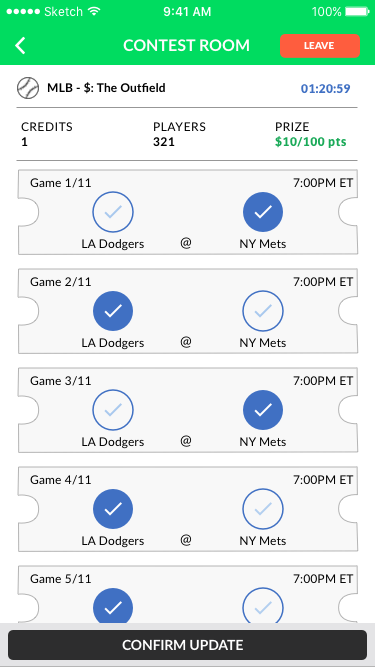 Sketch 9:41 AM 100%
CONTEST ROOM LEAVE
MLB - $: The Outfield 01:20:59
CREDITS PLAYERS PRIZE
1 321 $10/100 pts
Game 1/11 7:00PM ET
LA Dodgers @ NY Mets
Game 2/11 7:00PM ET
LA Dodgers @ NY Mets
Game 3/11 7:00PM ET
LA Dodgers @ NY Mets
Game 4/11 7:00PM ET
LA Dodgers @ NY Mets
Game 5/11 7:00PM ET
CONFIRM UPDATE